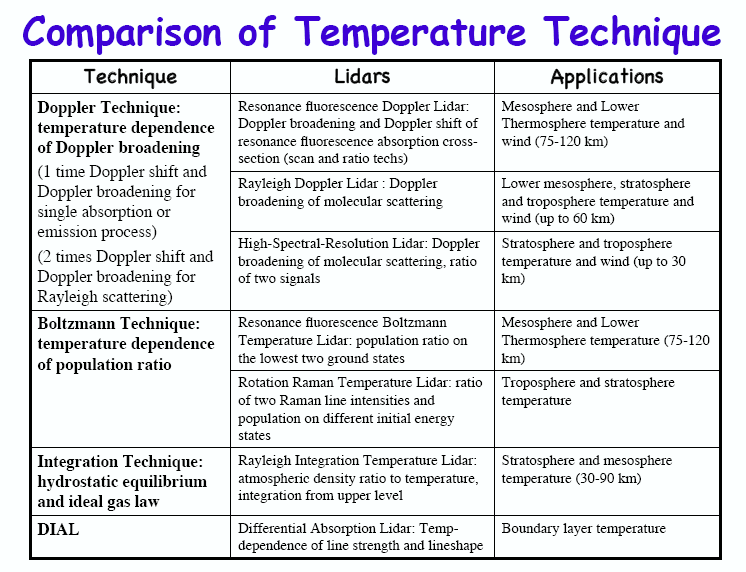 Comparison of Temperature Technique
Technique
Lidars
Applications
Doppler Technique:
temperature dependence
of Doppler broadening
(1 time Doppler shift and
Doppler broadening for
single absorption or
emission process)
(2 times Doppler shift and
Doppler broadening for
Rayleigh scattering)
Resonance fluorescence Doppler Lidar:
Doppler broadening and Doppler shift of
resonance fluorescence absorption cross-
section (scan and ratio techs)
Mesosphere and Lower
Thermosphere temperature and
wind (75-120 km)
Rayleigh Doppler Lidar : Doppler
broadening of molecular scattering
Lower mesosphere, stratosphere
and troposphere temperature and
wind (up to 60 km)
High-Spectral-Resolution Lidar: Doppler
broadening of molecular scattering, ratio
of two signals
Stratosphere and troposphere
temperature and wind (up to 30
km)
Boltzmann Technique:
temperature dependence
of population ratio
Resonance fluorescence Boltzmann
Temperature Lidar: population ratio on
the lowest two ground states
Mesosphere and Lower
Thermosphere temperature (75-120
km)
Rotation Raman Temperature Lidar: ratio
of two Raman line intensities and
population on different initial energy
states
Troposphere and stratosphere
temperature
Integration Technique:
hydrostatic equilibrium
and ideal gas law
Rayleigh Integration Temperature Lidar:
atmospheric density ratio to temperature,
integration from upper level
Stratosphere and mesosphere
temperature (30-90 km)
DIAL
Differential Absorption Lidar: Temp-
dependence of line strength and lineshape
Boundary layer temperature